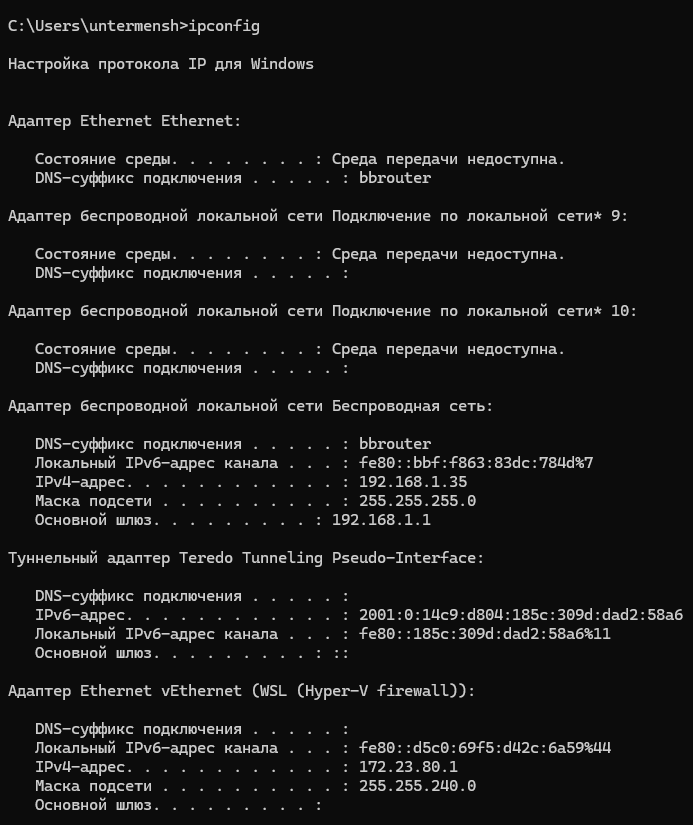 C:\Users\untermensh>ipconfig
Настройка протокола IP для Windows
Адаптер Ethernet Ethernet:
Состояние среды. . . . . . . . : Среда передачи недоступна.
DNS-суффикс подключения . . . . . : bbrouter
Адаптер беспроводной локальной сети Подключение по локальной сети* 9:
Состояние среды. . . . . . . . : Среда передачи недоступна.
DNS-суффикс подключения . . . . . :
Адаптер беспроводной локальной сети Подключение по локальной сети* 10:
Состояние среды. . . . . . . . : Среда передачи недоступна.
DNS-суффикс подключения . . . . . :
Адаптер беспроводной локальной сети Беспроводная сеть:
DNS-суффикс подключения . . . . . : bbrouter
Локальный IPv6-адрес канала . . . : fe80::bbf:f863:83dc:784d%7
IPv4-адрес. . . . . . . . . . . . : 192.168.1.35
Маска подсети . . . . . . . . . . : 255.255.255.0
Основной шлюз. . . . . . . . . : 192.168.1.1
Туннельный адаптер Teredo Tunneling Pseudo-Interface:
DNS-суффикс подключения . . . . . :
IPv6-адрес. . . . . . . . . . . . : 2001:0:14c9:d804:185c:309d:dad2:58a6
Локальный IPv6-адрес канала . . . : fe80::185c:309d:dad2:58a6%11
Основной шлюз. . . . . . . . . : ::
Адаптер Ethernet vEthernet (WSL (Hyper-V firewall)):
DNS-суффикс подключения . . . . . :
Локальный IPv6-адрес канала . . . : fe80::d5c0:69f5:d42c:6a59%44
IPv4-адрес. . . . . . . . . . . . : 172.23.80.1
Маска подсети . . . . . . . . . . : 255.255.240.0
Основной шлюз. . . . . . . . . :